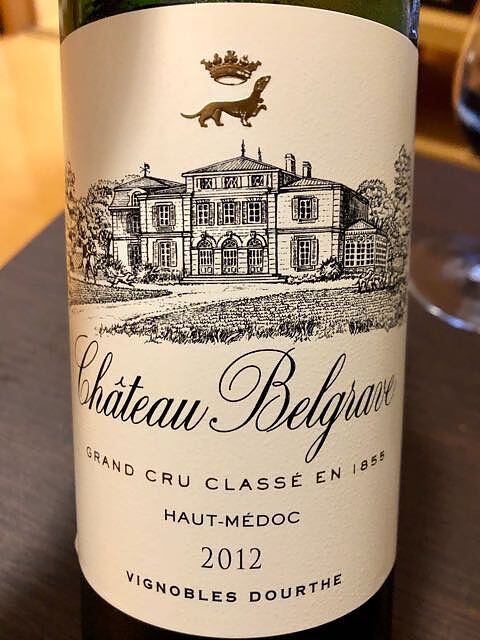 Château Belgrave
GRAND CRU CLASSÉ EN 1855
HAUT-MÉDOC
2012
VIGNOBLES DOURTHE